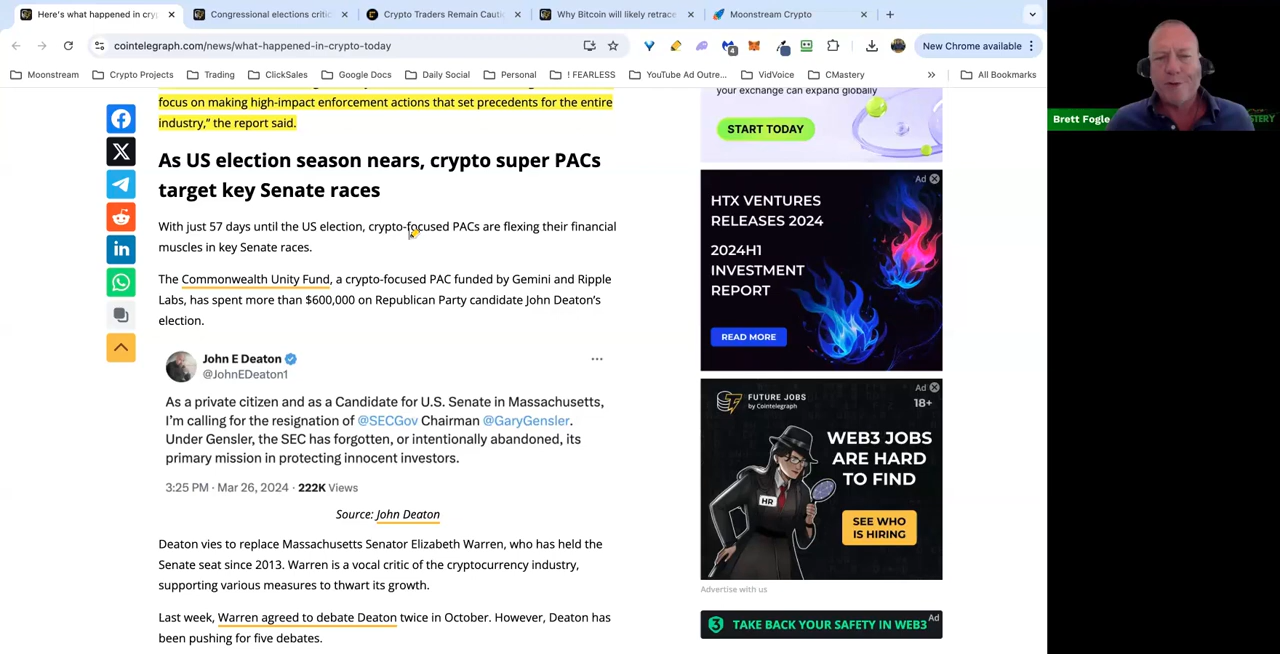 Here's what happened in cryp
Congressional elections critic
Crypto Traders Remain Cauti
Why Bitcoin will likely retrace
Moonstream Crypto
cointelegraph.com/news/what-happened-in-crypto-today
4
New Chrome available
Moonstream
Crypto Projects
Trading
ClickSales
Google Docs
Daily Social
Personal
! FEARLESS
YouTube Ad Outre...
VidVoice
CMastery
All Bookmarks
focus on making high-impact enforcement actions that set precedents for the entire
industry,” the report said.
As US election season nears, crypto super PACs
target key Senate races
With just 57 days until the US election, crypto-focused PACs are flexing their financial
muscles in key Senate races.
The Commonwealth Unity Fund, a crypto-focused PAC funded by Gemini and Ripple
Labs, has spent more than $600,000 on Republican Party candidate John Deaton’s
election.
John E Deaton
@JohnEDeaton1
As a private citizen and as a Candidate for U.S. Senate in Massachusetts,
I'm calling for the resignation of @SECGov Chairman @GaryGensler.
Under Gensler, the SEC has forgotten, or intentionally abandoned, its
primary mission in protecting innocent investors.
3:25 PM · Mar 26, 2024 · 222K Views
Source: John Deaton
Deaton vies to replace Massachusetts Senator Elizabeth Warren, who has held the
Senate seat since 2013. Warren is a vocal critic of the cryptocurrency industry,
supporting various measures to thwart its growth.
Last week, Warren agreed to debate Deaton twice in October. However, Deaton has
been pushing for five debates.
your exchange can expand globally
START TODAY
Ad
HTX VENTURES
RELEASES 2024
2024H1
INVESTMENT
REPORT
READ MORE
Ad
FUTURE JOBS
by Cointelegraph
18+
WEB3 JOBS
ARE HARD
TO FIND
HR
SEE WHO
IS HIRING
Advertise with us
TAKE BACK YOUR SAFETY IN WEB3
Ad
Brett Fogle